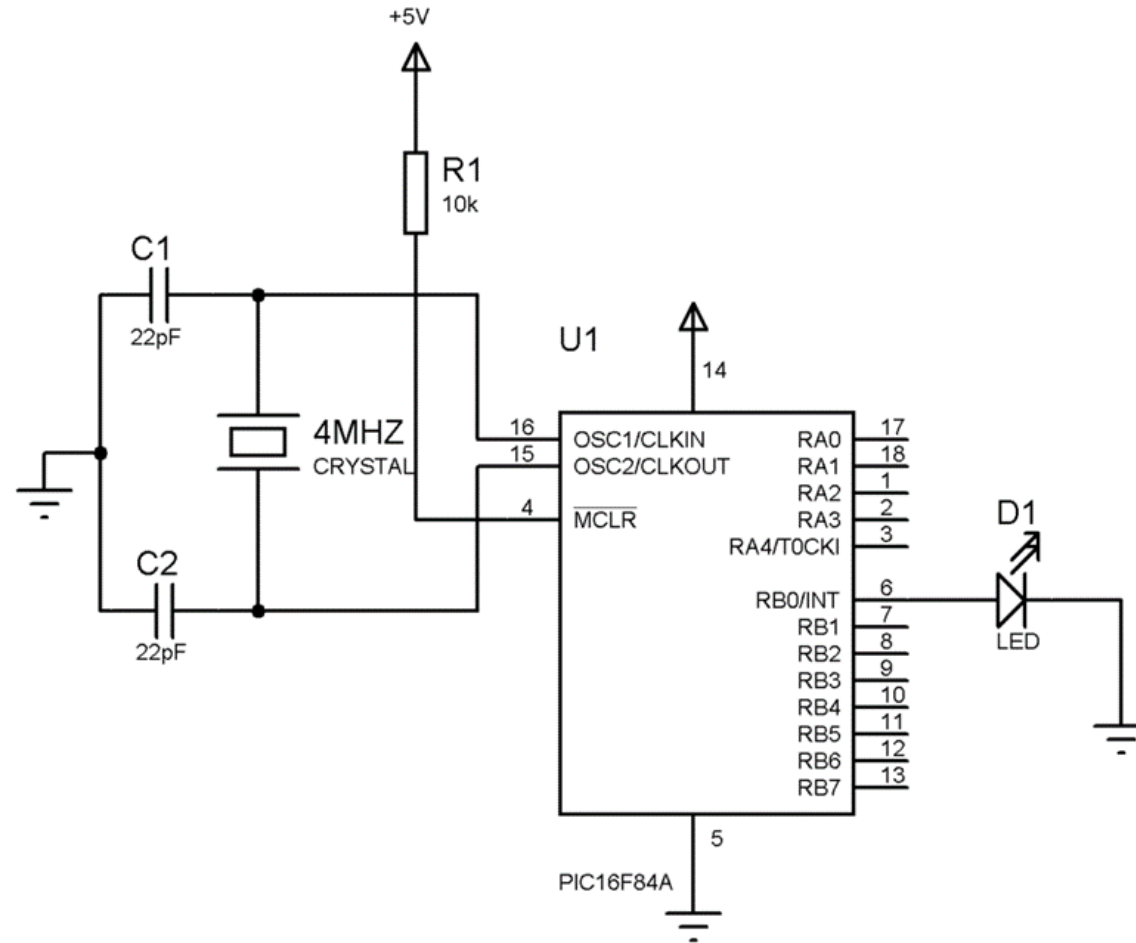 +5V
R1
10k
C1
22pF
U1
14
4MHZ
CRYSTAL
16
15
4
OSC1/CLKIN
OSC2/CLKOUT
MCLR
RA0
RA1
RA2
RA3
RA4/T0CKI
RB0/INT
RB1
RB2
RB3
RB4
RB5
RB6
RB7
17
18
1
2
3
6
7
8
9
10
11
12
13
D1
LED
C2
22pF
5
PIC16F84A